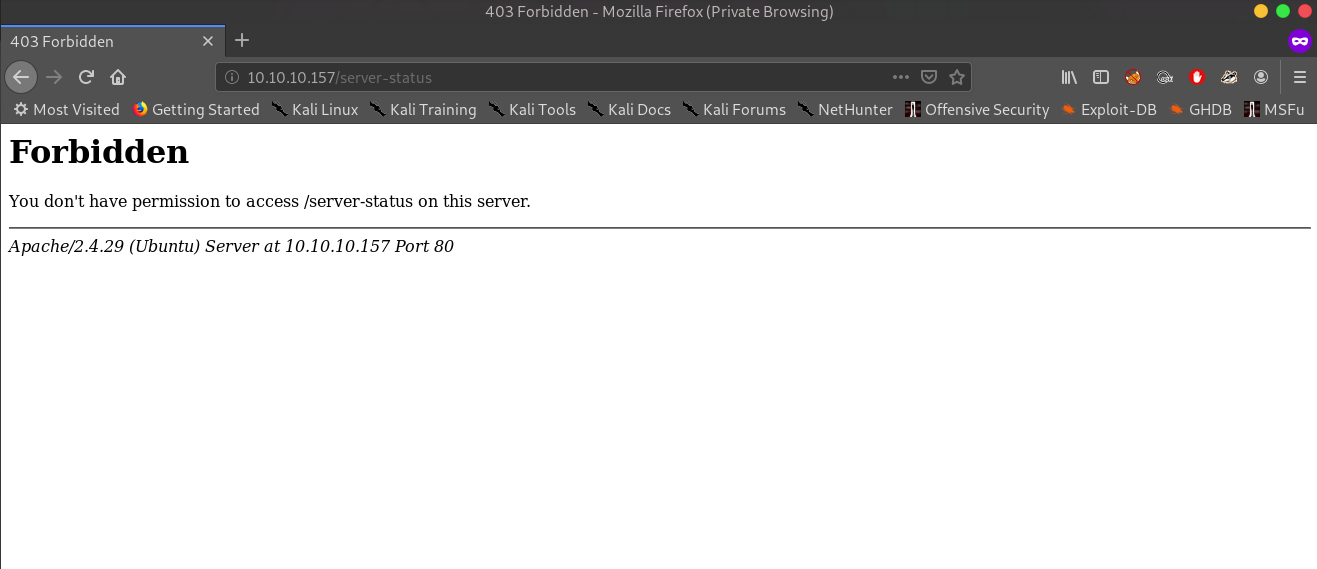 403 Forbidden - Mozilla Firefox (Private Browsing)
403 Forbidden
10.10.10.157/server-status
Most Visited Getting Started Kali Linux Kali Training Kali Tools Kali Docs Kali Forums NetHunter Offensive Security Exploit-DB GHDB MSFu
Forbidden
You don't have permission to access /server-status on this server.
Apache/2.4.29 (Ubuntu) Server at 10.10.10.157 Port 80